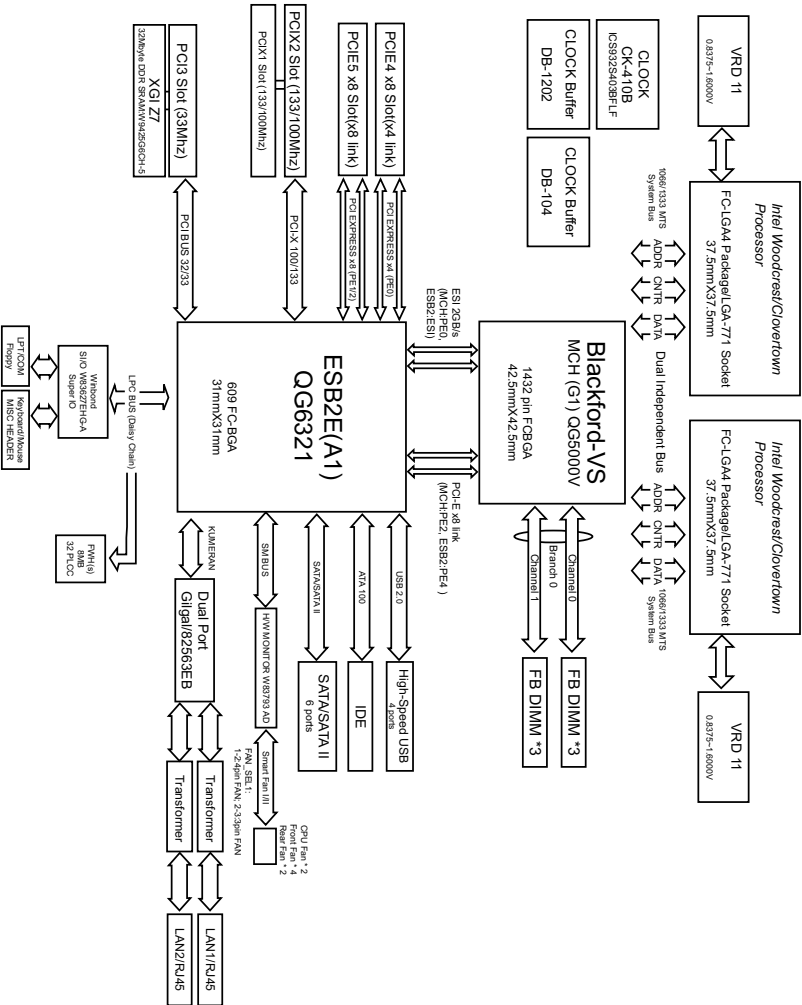 VRD 11
0.8375~1.6000V
Intel Woodcrest/Clovertown
Processor
FC-LGA4 Package/LGA-771 Socket
37.5mmX37.5mm
Intel Woodcrest/Clovertown
Processor
FC-LGA4 Package/LGA-771 Socket
37.5mmX37.5mm
VRD 11
0.8375~1.6000V
1066/1333 MTS
System Bus
ADDR
CNTR
DATA
Dual Independent Bus
ADDR
CNTR
DATA
1066/1333 MTS
System Bus
CLOCK
CK-410B
ICS932S403BFLF
CLOCK Buffer
DB-1202
CLOCK Buffer
DB-104
Blackford-VS
MCH (G1) QG5000V
1432 pin FCBGA
42.5mmX42.5mm
Channel 0
Branch 0
Channel 1
FB DIMM *3
FB DIMM *3
ESI 2GB/s
(MCH:PE0,
ESB2:ESI)
PCI-E x8 link
(MCH:PE2, ESB2:PE4 )
PCIE4 x8 Slot(x4 link)
PCI EXPRESS x4 (PE0)
PCIE5 x8 Slot(x8 link)
PCI EXPRESS x8 (PE1/2)
PCIX2 Slot (133/100Mhz)
PCIX1 Slot (133/100Mhz)
PCI-X 100/133
PCI3 Slot (33Mhz)
XGI Z7
32Mbyte DDR SRAM:W9425G6CH-5
PCI BUS 32/33
ESB2E(A1)
QG6321
609 FC-BGA
31mmX31mm
USB 2.0
High-Speed USB
4 ports
ATA 100
IDE
SATA/SATA II
SATA/SATA II
6 ports
SM BUS
H/W MONITOR W83793 AD
Smart Fan I/II
FAN_SEL1:
1-2:4pin FAN; 2-3:3pin FAN
CPU Fan * 2
Front Fan * 4
Rear Fan * 2
KUMERAN
Dual Port
Gilgal/82563EB
Transformer
LAN1/RJ45
Transformer
LAN2/RJ45
LPC BUS (Daisy Chain)
Winbond
SI/O W83627EHG-A
Super IO
LPT/COM
Floppy
Keyboard/Mouse
MISC HEADER
FWH(s)
8MB
32 PLCC